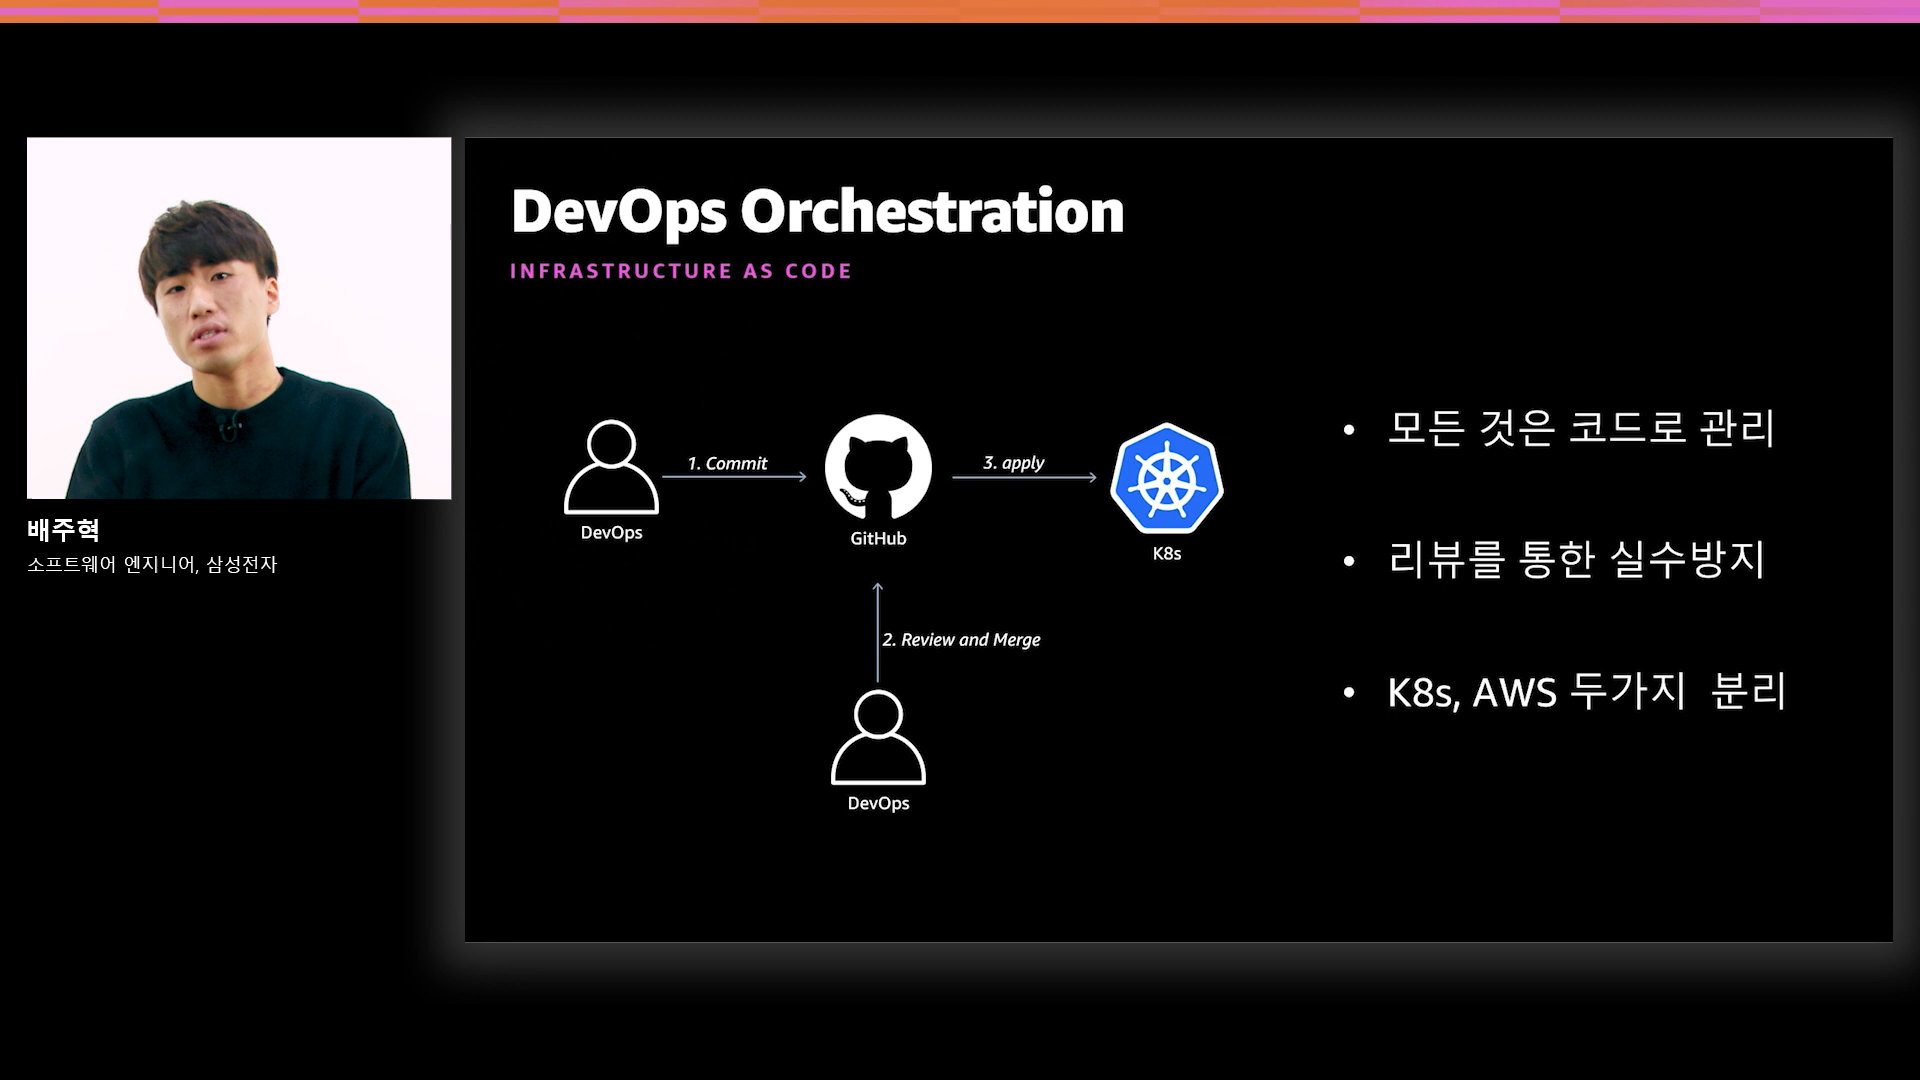 배주혁
소프트웨어 엔지니어, 삼성전자
DevOps Orchestration
INFRASTRUCTURE AS CODE
DevOps
1. Commit
GitHub
3. apply
K8s
2. Review and Merge
DevOps
• 모든 것은 코드로 관리
• 리뷰를 통한 실수방지
• K8s, AWS 두가지 분리